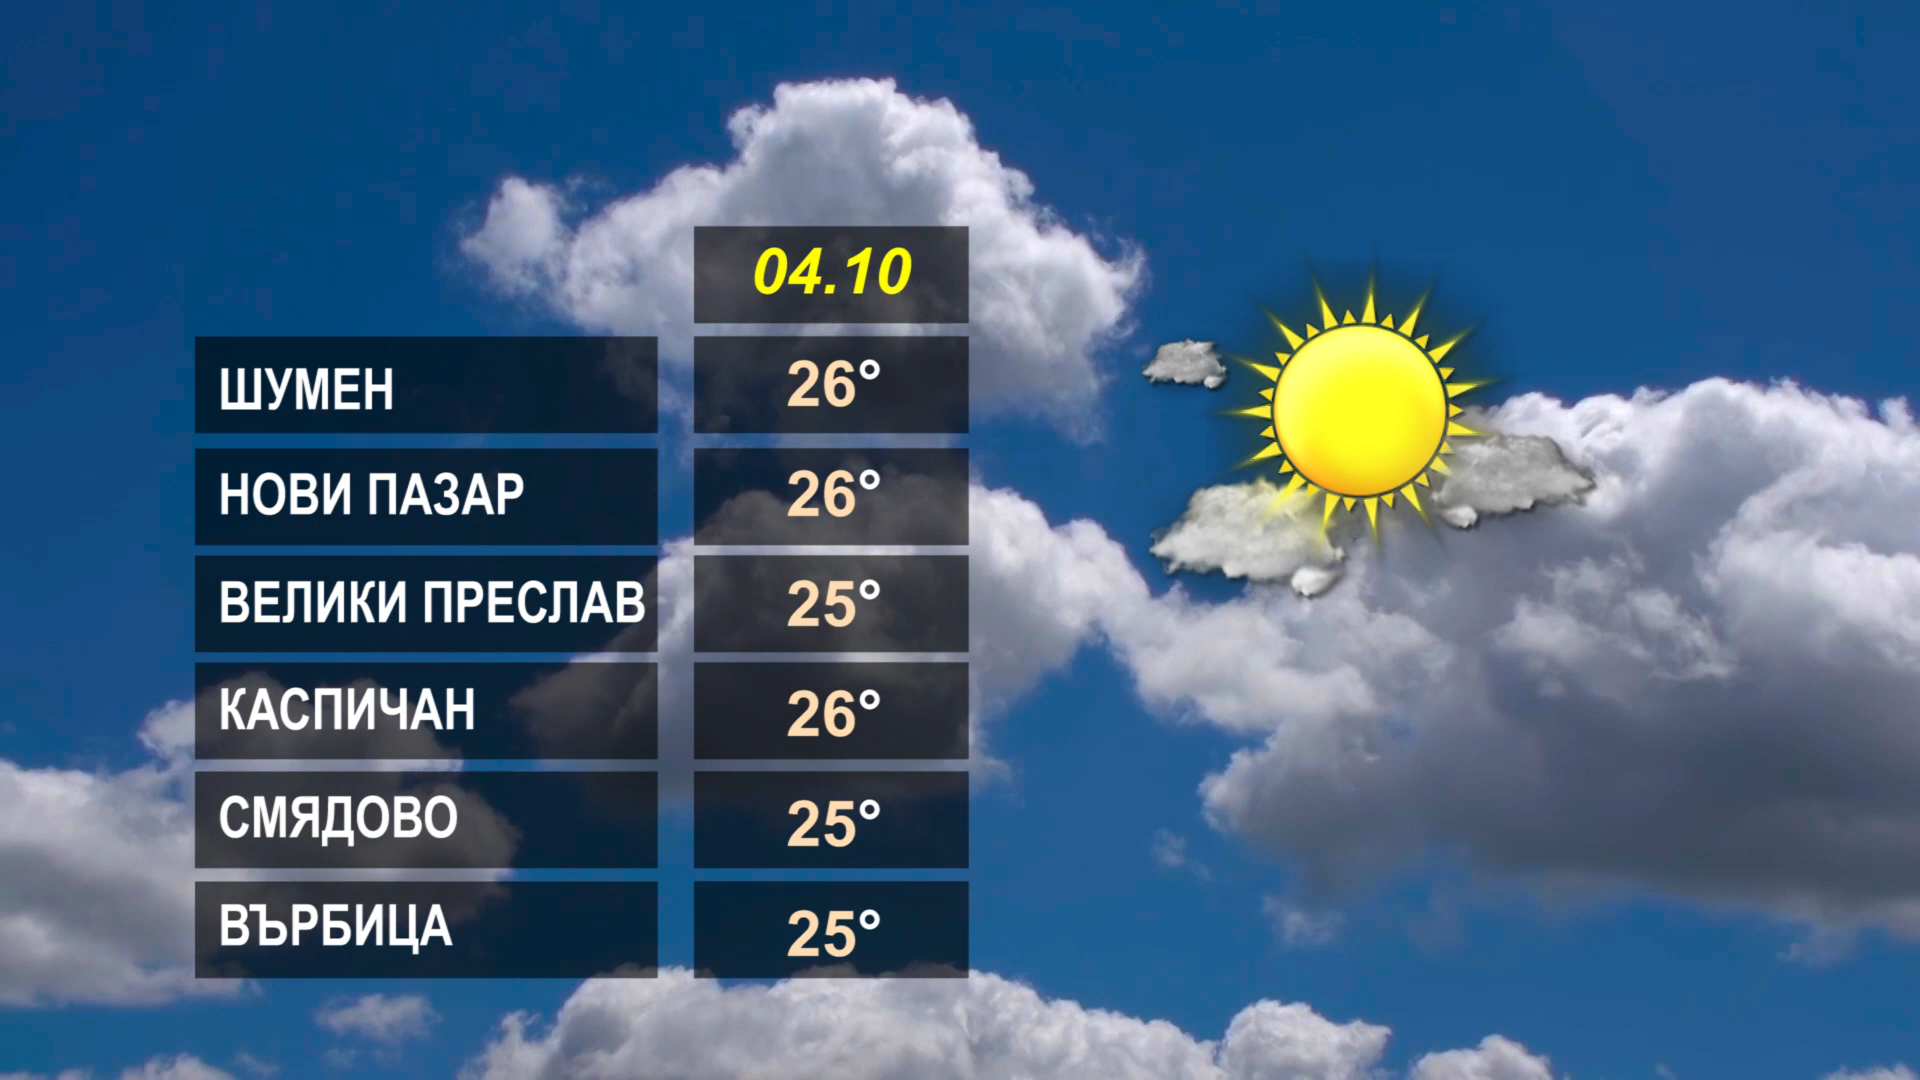 04.10
ШУМЕН 26°
НОВИ ПАЗАР 26°
ВЕЛИКИ ПРЕСЛАВ 25°
КАСПИЧАН 26°
СМЯДОВО 25°
ВЪРБИЦА 25°